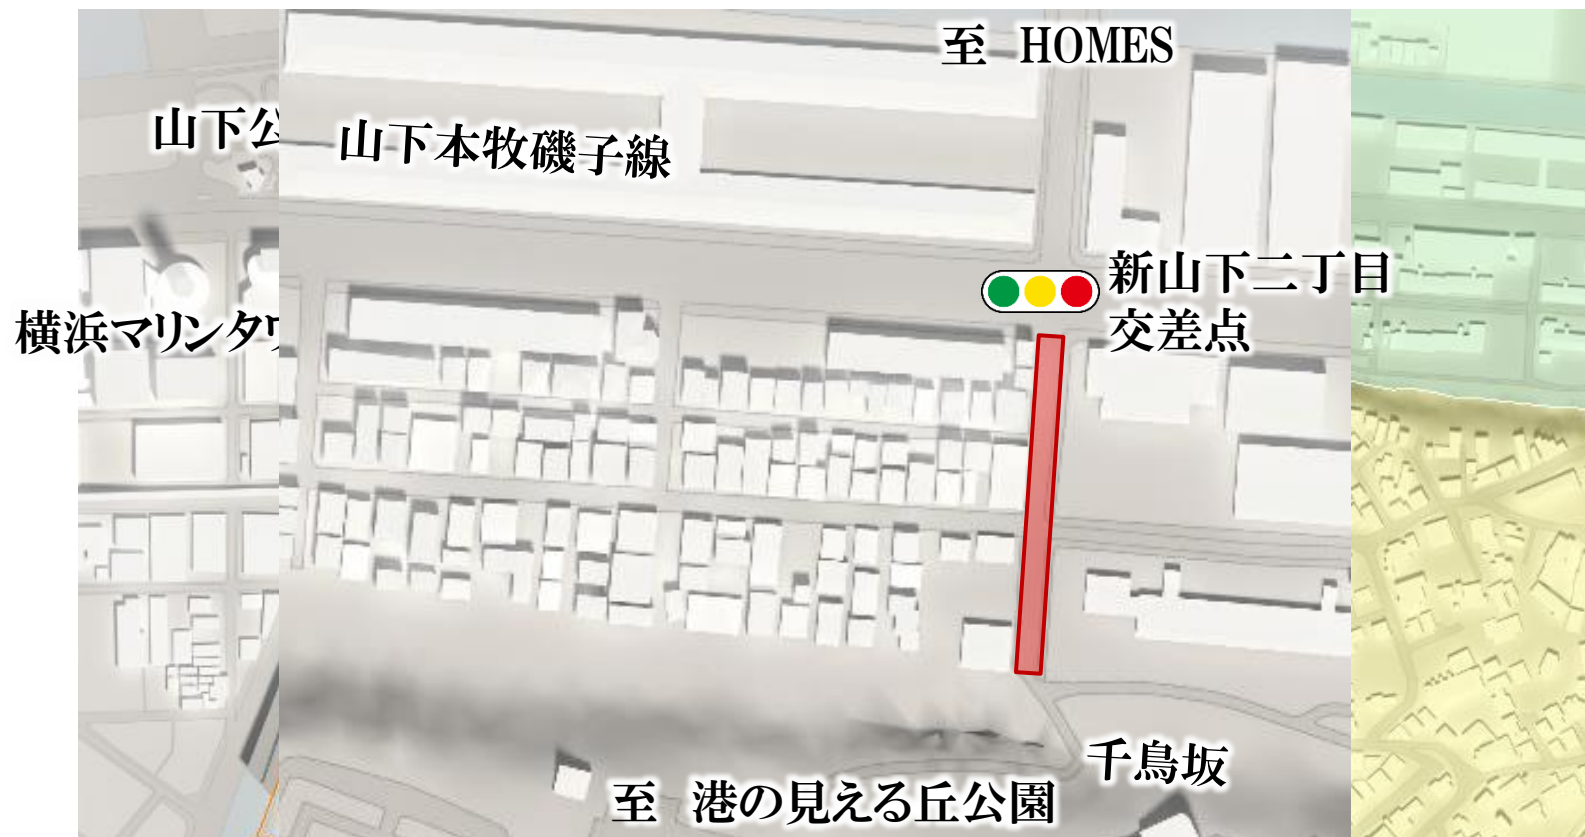 至 HOMES
山下公
山下本牧磯子線
新山下二丁目
交差点
横浜マリンタワ
千鳥坂
至 港の見える丘公園